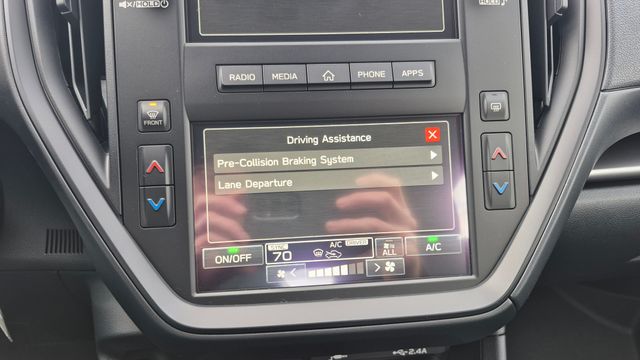 HOLD
HOLD
RADIO MEDIA PHONE APPS
FRONT
Driving Assistance
Pre-Collision Braking System
Lane Departure
ON/OFF
SYNC
70
A/C
DRIVER
ALL
A/C
2.4A